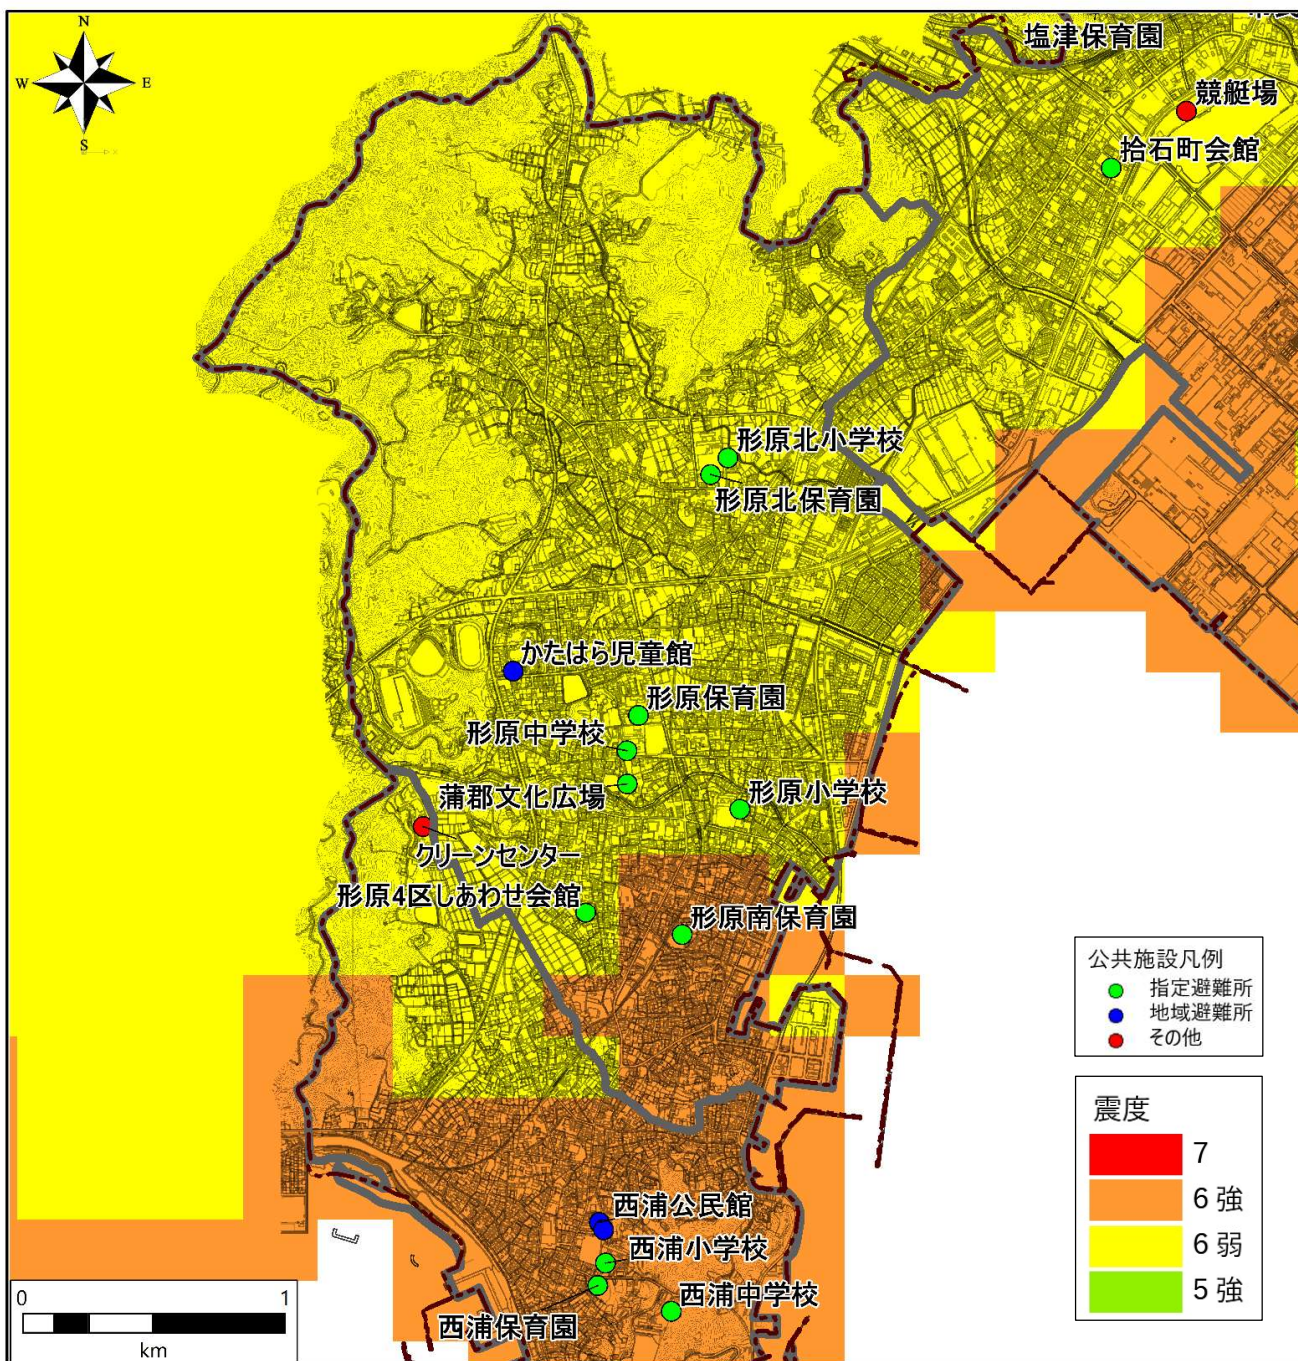 N
W
E
S
塩津保育園
競艇場
拾石町会館
形原北小学校
形原北保育園
かたはら児童館
形原保育園
形原中学校
蒲郡文化広場
形原小学校
クリーンセンター
形原4区しあわせ会館
形原南保育園
西浦公民館
西浦小学校
西浦中学校
西浦保育園
公共施設凡例
指定避難所
地域避難所
その他
震度
7
6強
6弱
5強
0 1
km